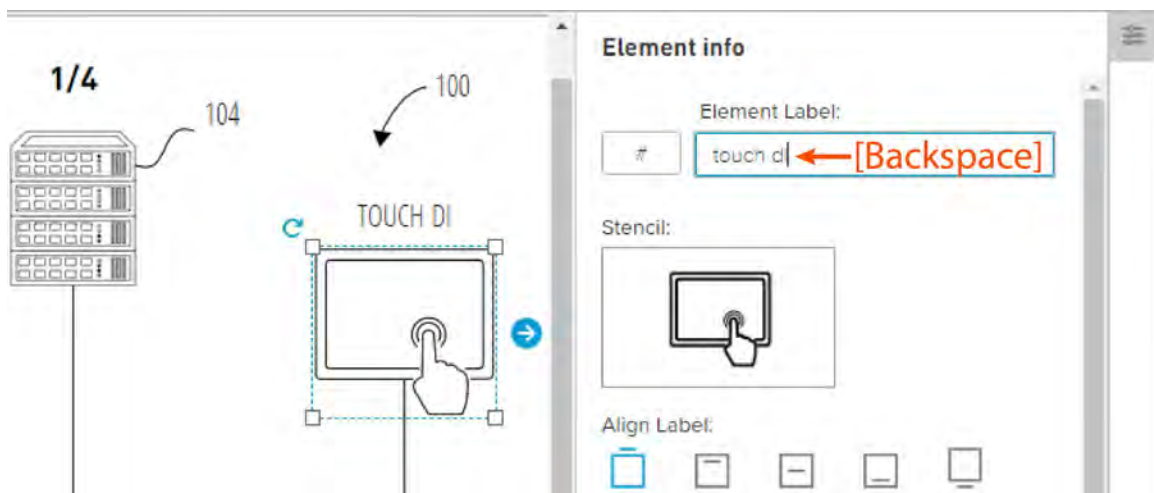 1/4
104
100
TOUCH DI
Element info
Element Label:
#
touch di
[Backspace]
Stencil:
Align Label: